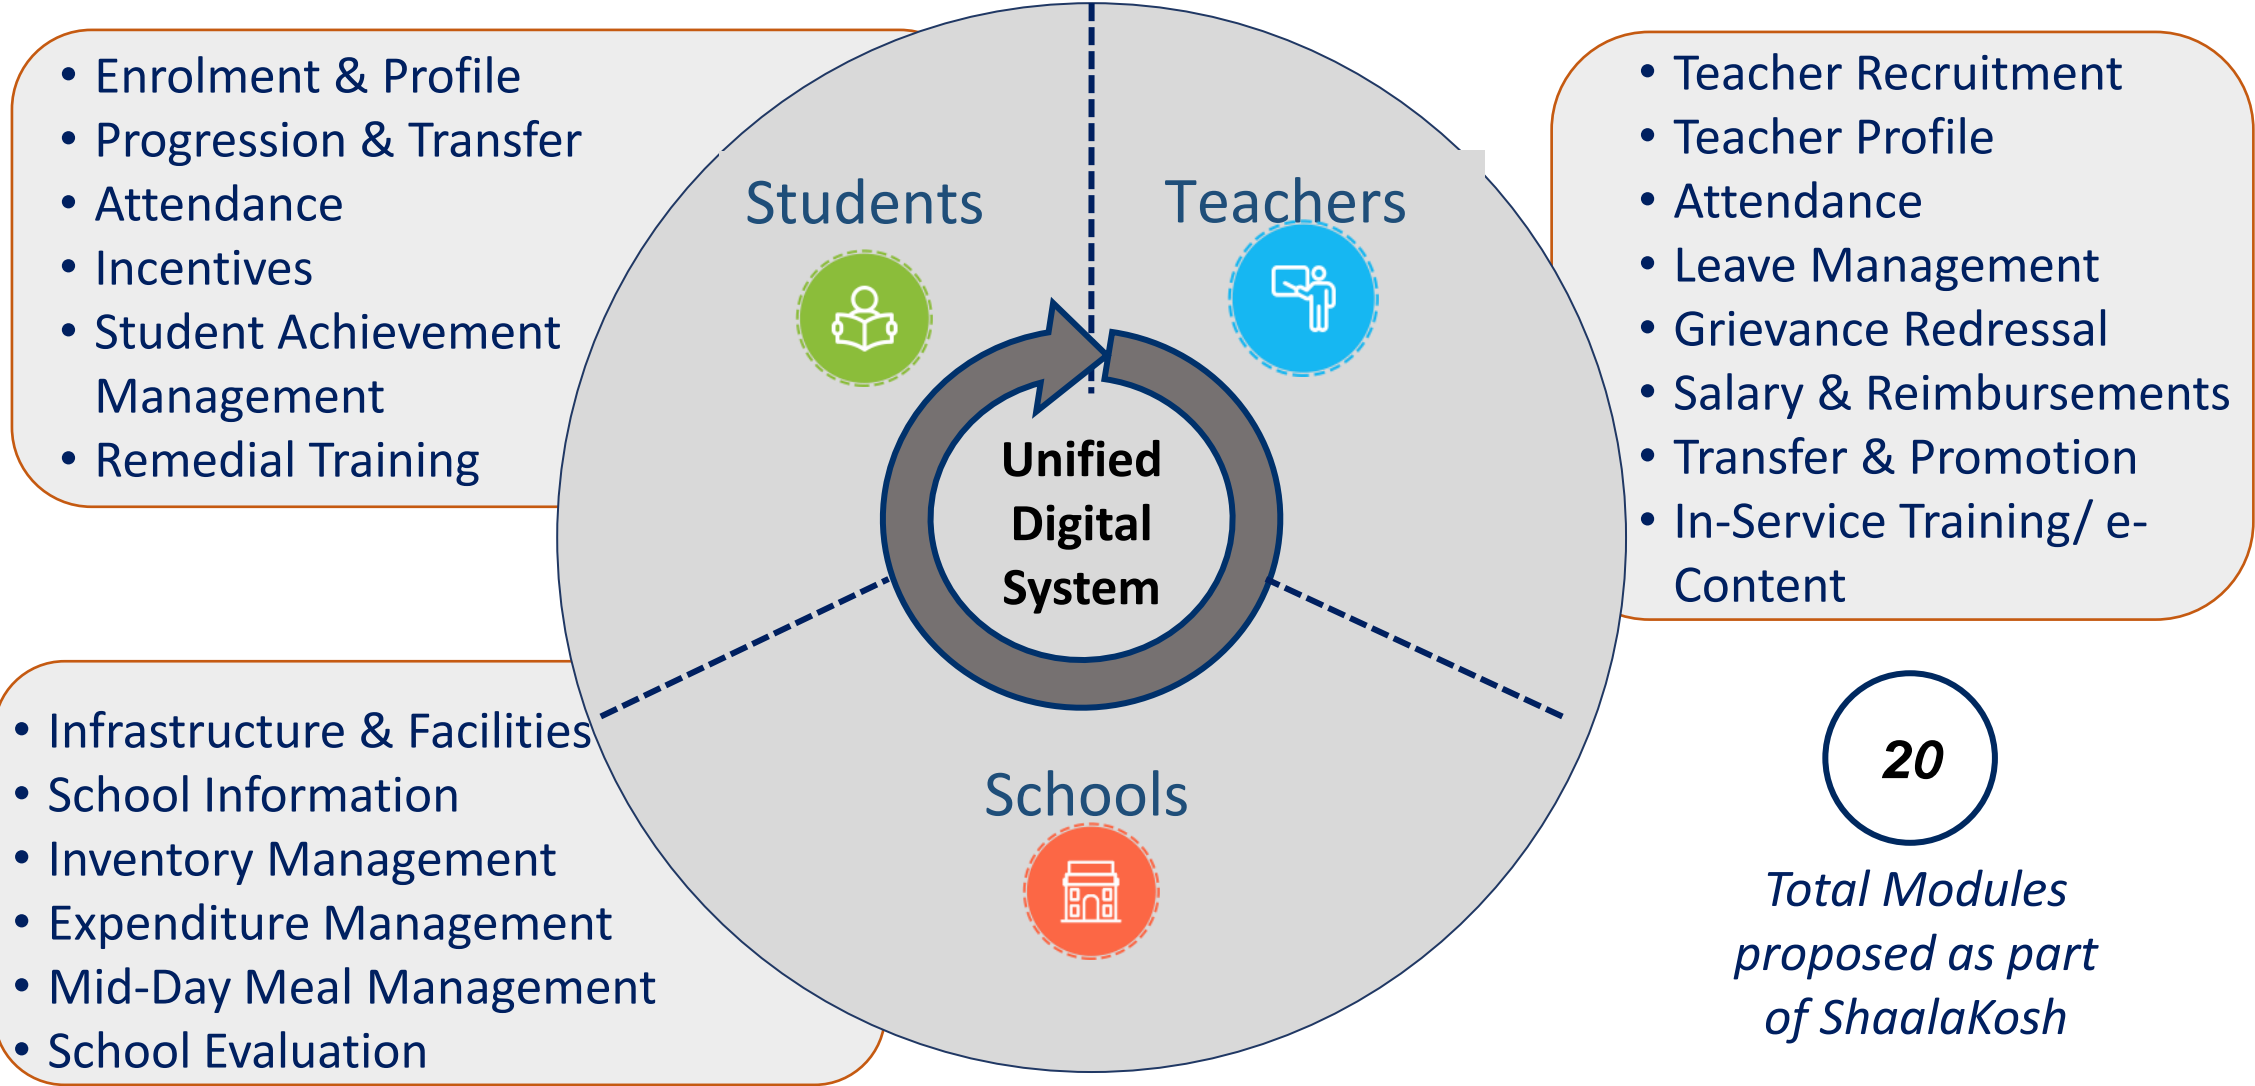 • Enrolment & Profile
• Progression & Transfer
• Attendance
• Incentives
• Student Achievement
Management
• Remedial Training
Students
Teachers
• Teacher Recruitment
• Teacher Profile
• Attendance
• Leave Management
• Grievance Redressal
• Salary & Reimbursements
• Transfer & Promotion
• In-Service Training/ e-
Content
Unified
Digital
System
• Infrastructure & Facilities
• School Information
• Inventory Management
• Expenditure Management
• Mid-Day Meal Management
• School Evaluation
Schools
20
Total Modules
proposed as part
of ShaalaKosh